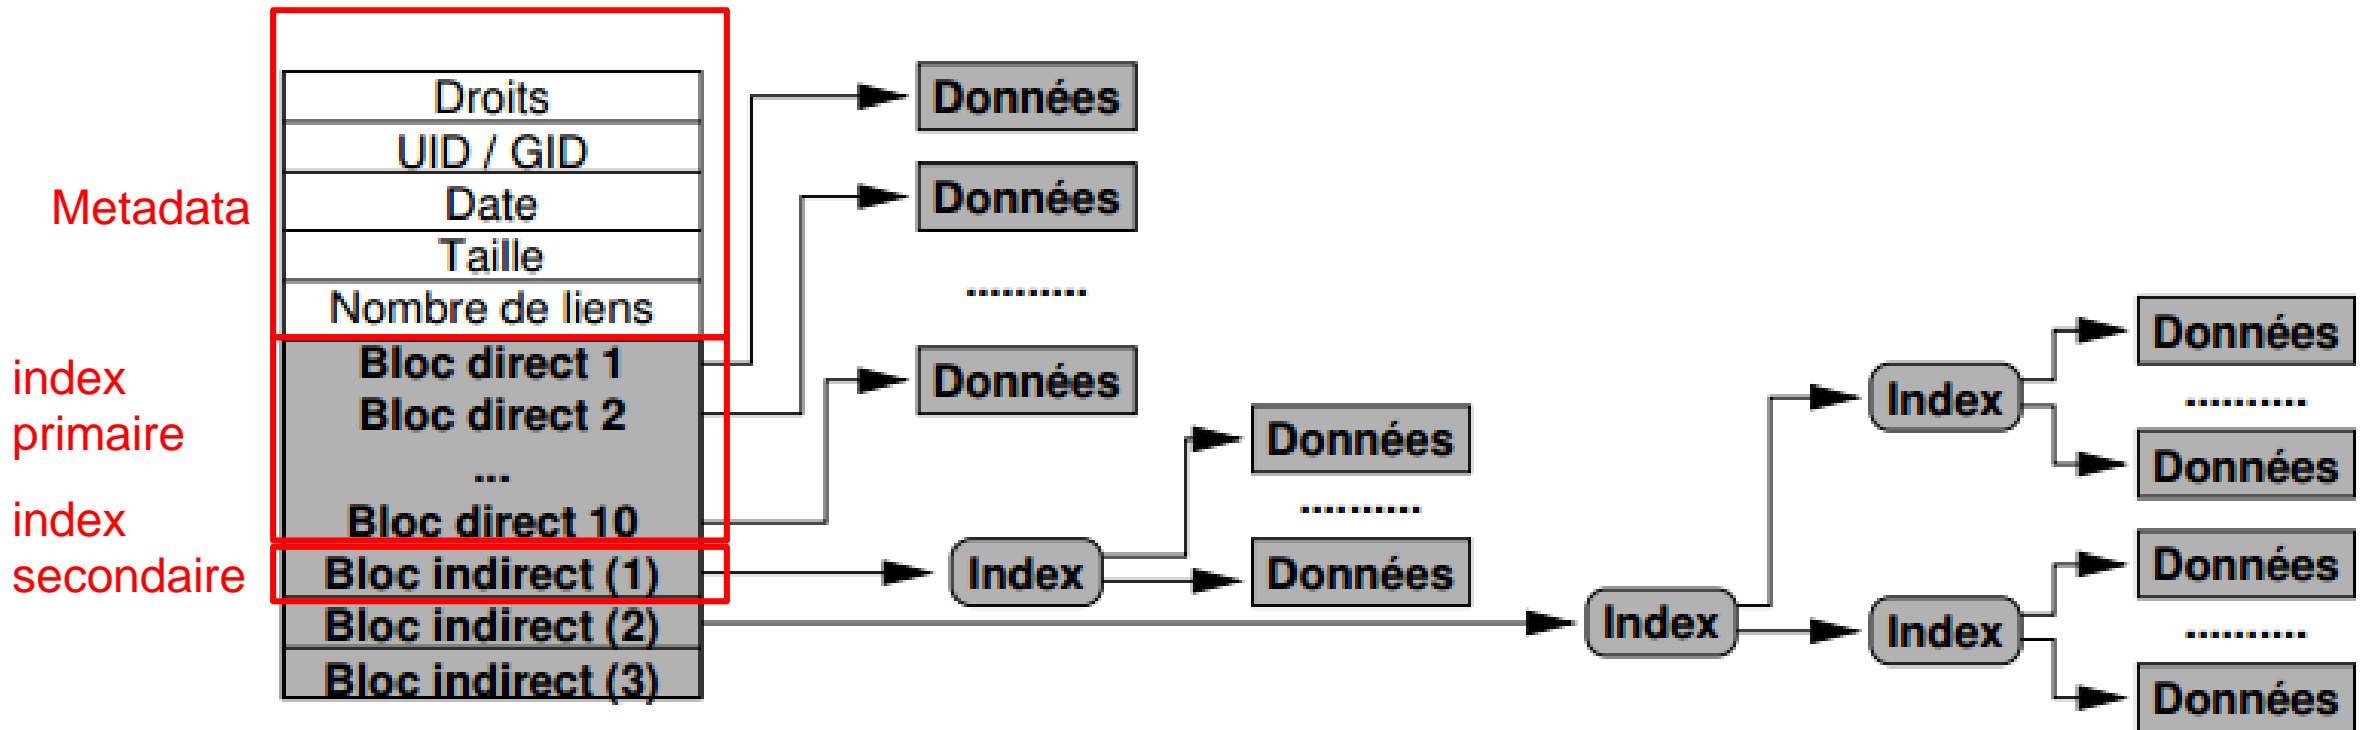 Metadata
index
primaire
index
secondaire
Droits
UID / GID
Date
Taille
Nombre de liens
Bloc direct 1
Bloc direct 2
...
Bloc direct 10
Bloc indirect (1)
Bloc indirect (2)
Bloc indirect (3)
Données
Données
..........
Données
Index
Données
..........
Données
Index
Index
Données
..........
Données
Index
Données
..........
Données